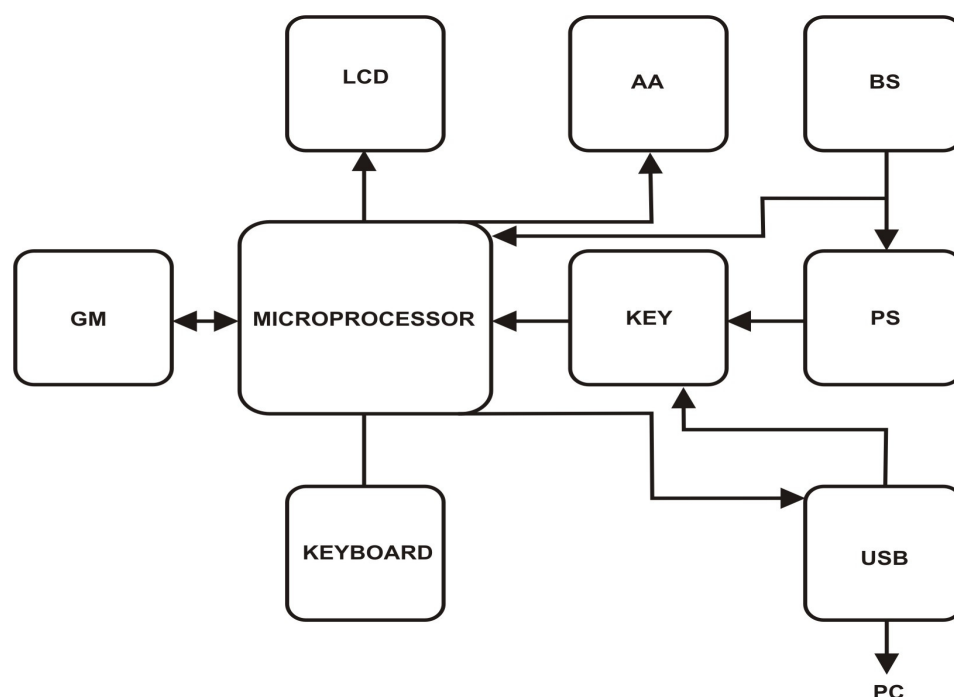 LCD
AA
BS
GM
MICROPROCESSOR
KEY
PS
KEYBOARD
USB
PC